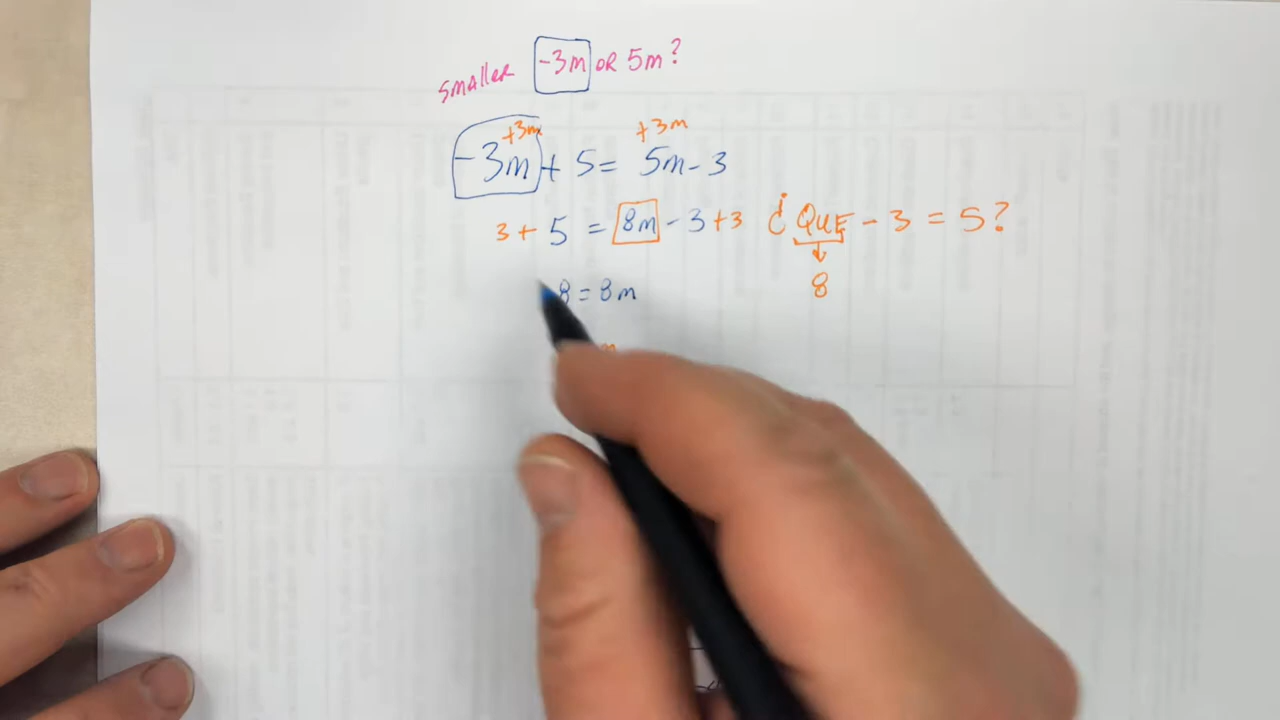 smaller -3m OR 5m?
+3m +3m
-3m + 5 = 5m - 3
3 + 5 = 8m - 3 + 3 ¿QUE - 3 = 5?
8
8 = 8m
m